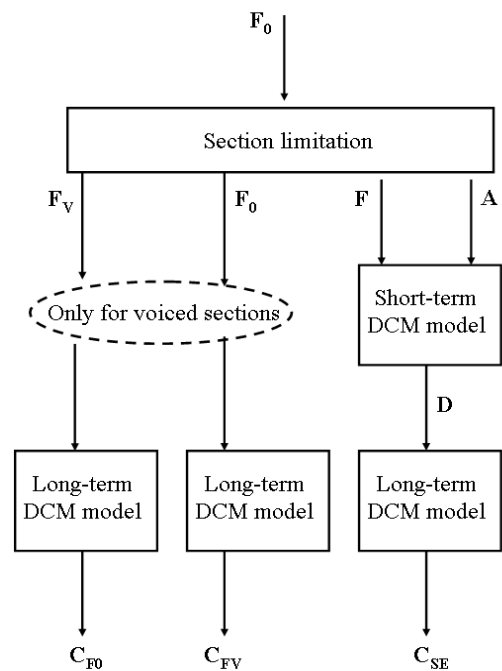 F0
Section limitation
FV F0 F A
Only for voiced sections
Short-term
DCM model
D
Long-term
DCM model
Long-term
DCM model
Long-term
DCM model
CF0 CFV CSE